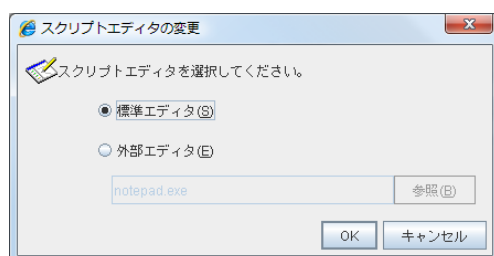 スクリプトエディタの変更
スクリプトエディタを選択してください。
標準エディタ(S)
外部エディタ(E)
notepad.exe 参照(B)
OK キャンセル